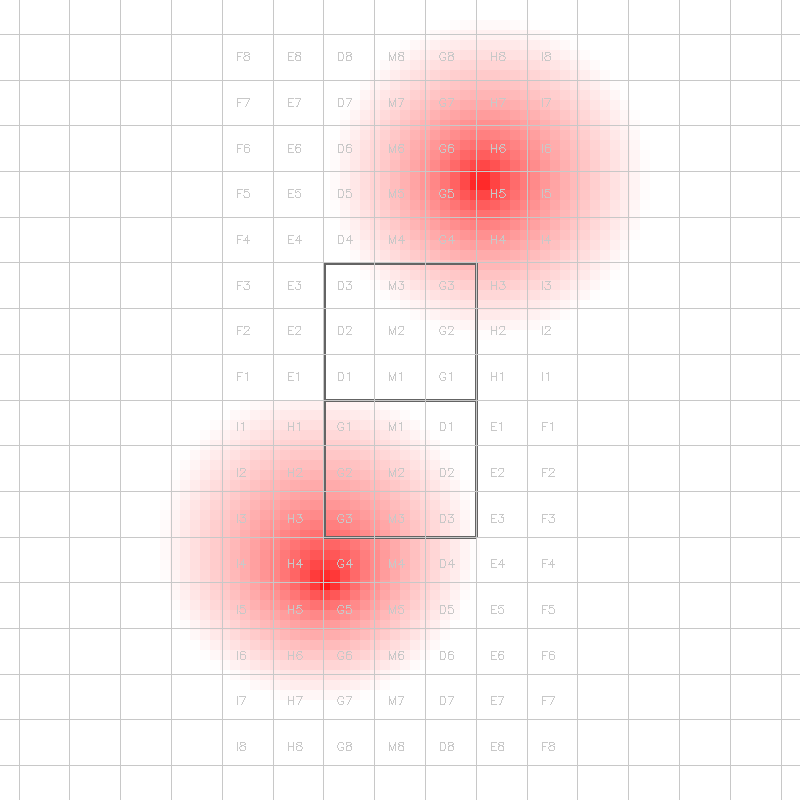 F8 E8 D8 M8 G8 H8 I8
F7 E7 D7 M7 G7 H7 I7
F6 E6 D6 M6 G6 H6 I6
F5 E5 D5 M5 G5 H5 I5
F4 E4 D4 M4 G4 H4 I4
F3 E3 D3 M3 G3 H3 I3
F2 E2 D2 M2 G2 H2 I2
F1 E1 D1 M1 G1 H1 I1
I1 H1 G1 M1 D1 E1 F1
I2 H2 G2 M2 D2 E2 F2
H3 G3 M3 D3 E3 F3
H4 G4 M4 D4 E4 F4
I5 H5 G5 M5 D5 E5 F5
I6 H6 G6 M6 D6 E6 F6
I7 H7 G7 M7 D7 E7 F7
I8 H8 G8 M8 D8 E8 F8